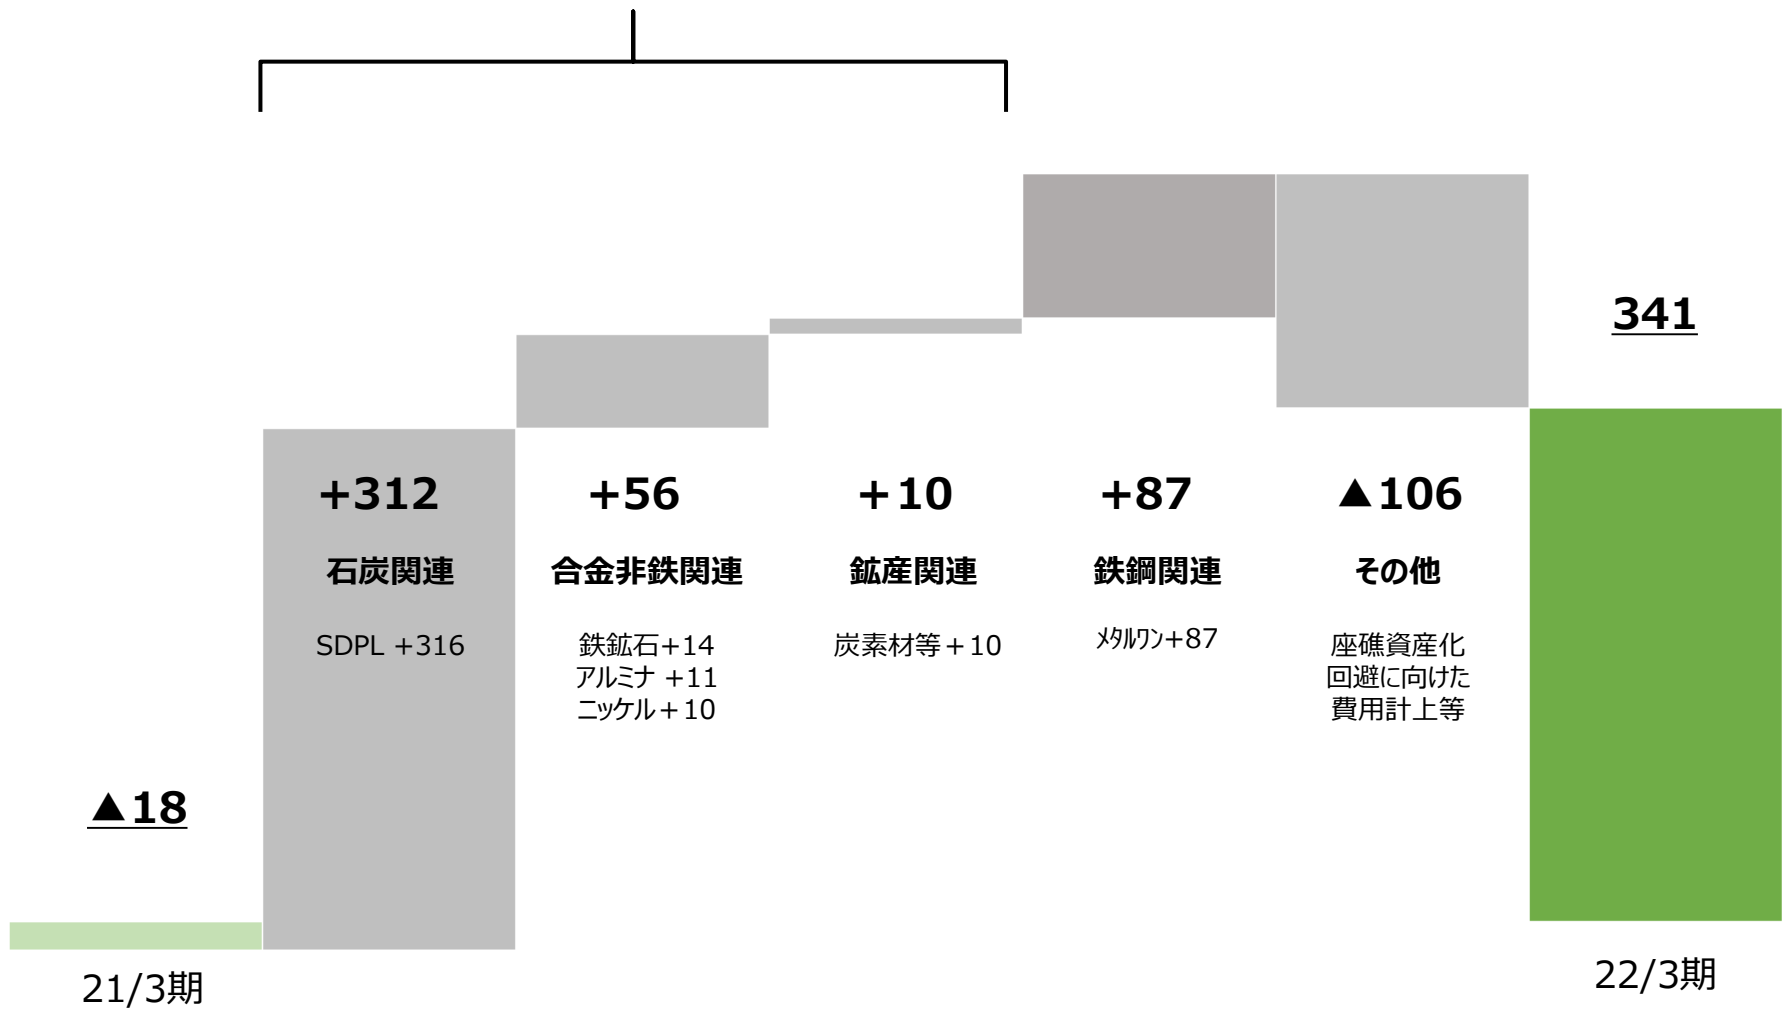 341
+312
+56
+10
+87
▲106
石炭関連
合金非鉄関連
鉱産関連
鉄鋼関連
その他
SDPL +316
鉄鉱石+14
アルミナ +11
ニッケル+10
炭素材等+10
ﾒﾀﾙﾜﾝ+87
座礁資産化
回避に向けた
費用計上等
▲18
21/3期
22/3期